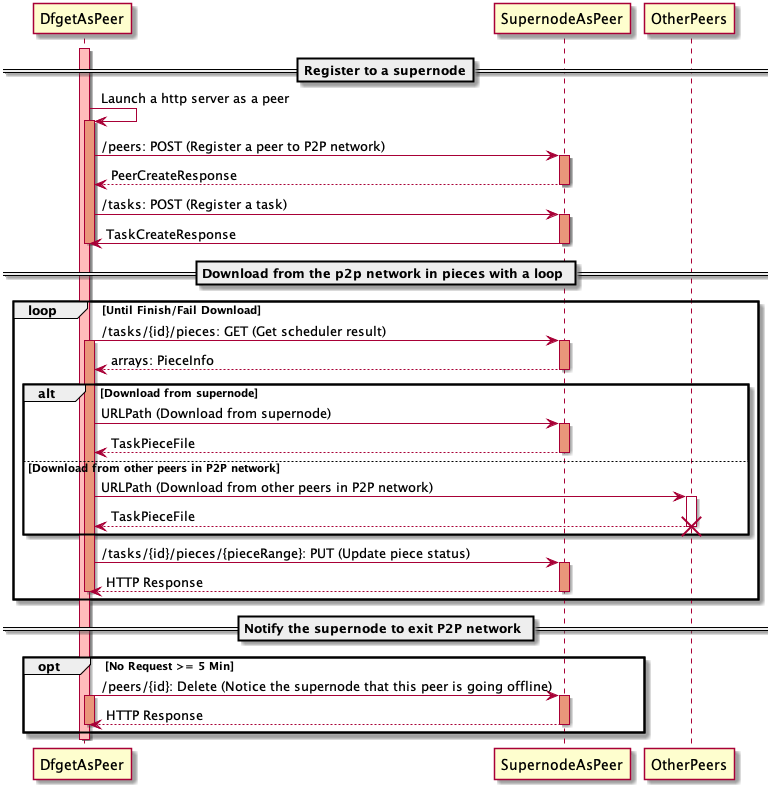 DfgetAsPeer SupernodeAsPeer OtherPeers
Register to a supernode
Launch a http server as a peer
/peers: POST (Register a peer to P2P network)
PeerCreateResponse
/tasks: POST (Register a task)
TaskCreateResponse
Download from the p2p network in pieces with a loop
loop [Until Finish/Fail Download]
/tasks/{id}/pieces: GET (Get scheduler result)
arrays: PieceInfo
alt [Download from supernode]
URLPath (Download from supernode)
TaskPieceFile
[Download from other peers in P2P network]
URLPath (Download from other peers in P2P network)
TaskPieceFile
/tasks/{id}/pieces/{pieceRange}: PUT (Update piece status)
HTTP Response
Notify the supernode to exit P2P network
opt [No Request >= 5 Min]
/peers/{id}: Delete (Notice the supernode that this peer is going offline)
HTTP Response
DfgetAsPeer SupernodeAsPeer OtherPeers